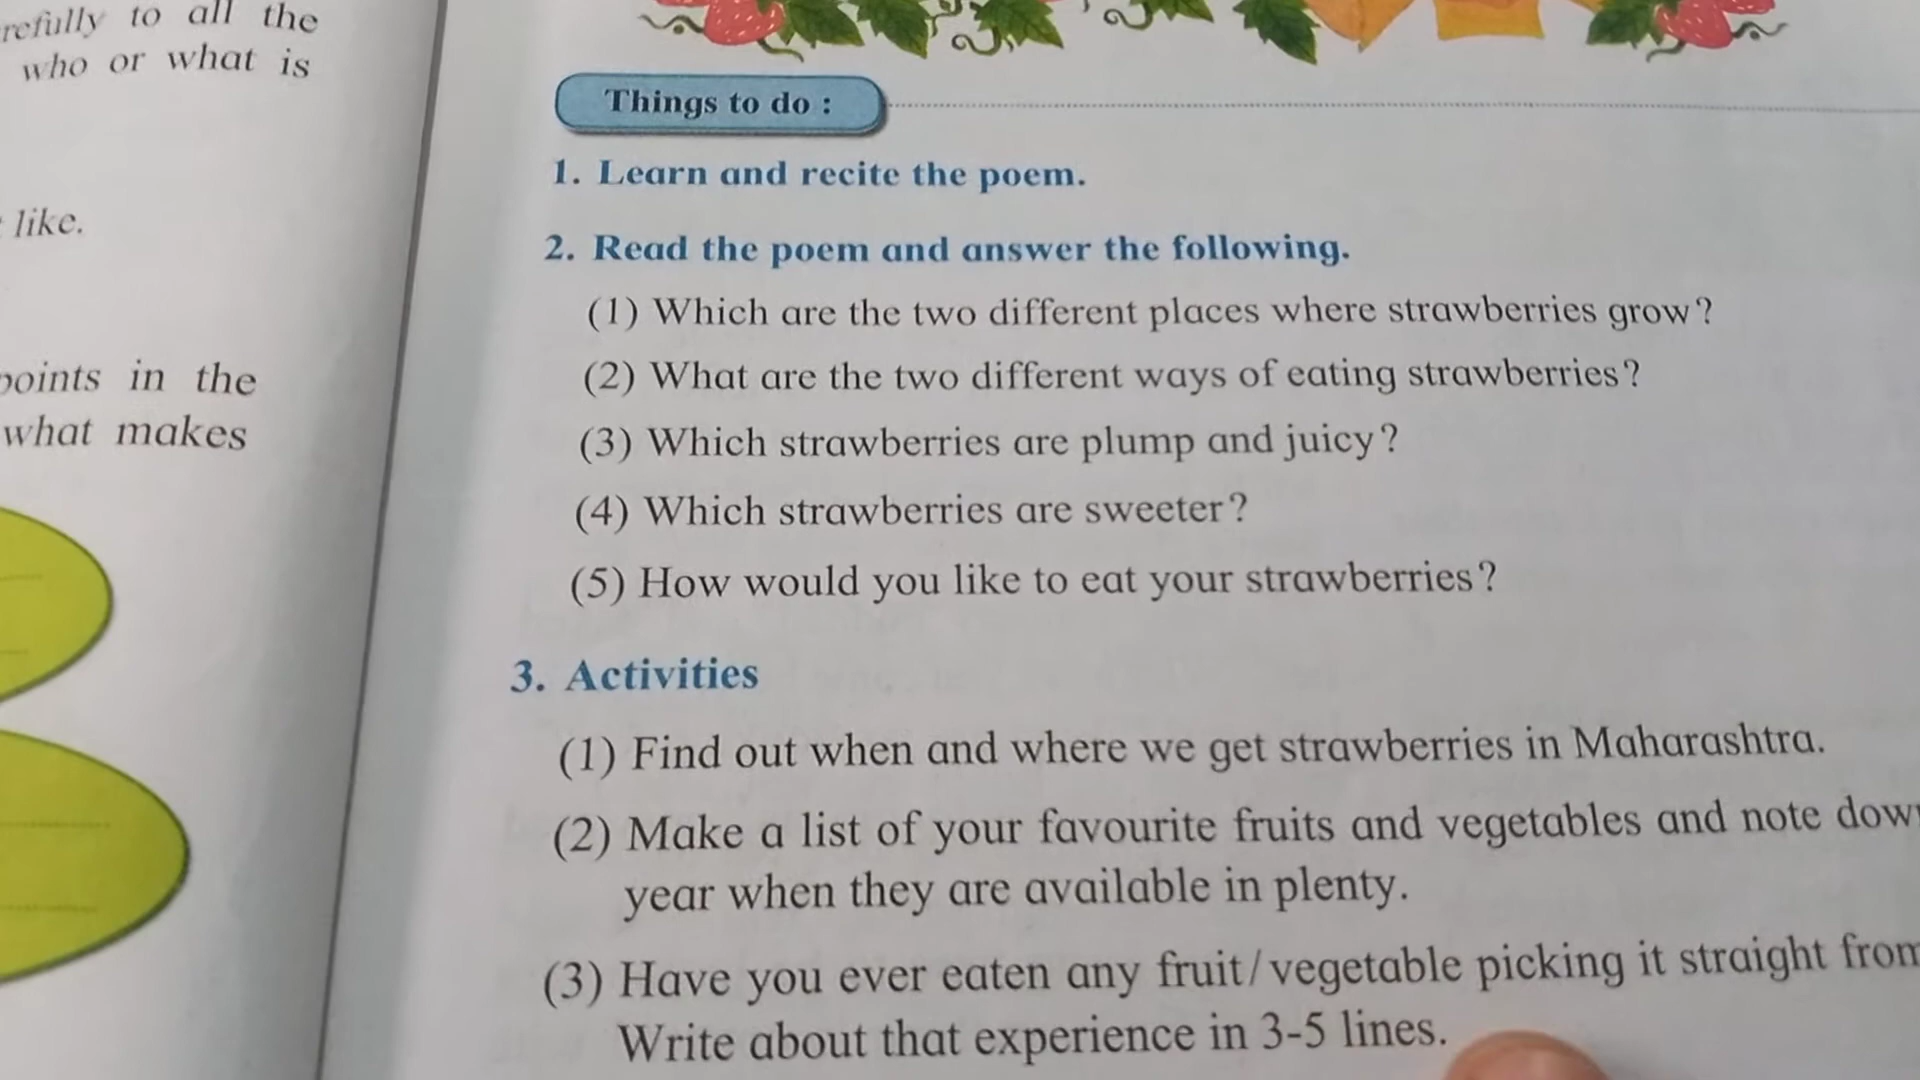 refully to all the
who or what is
like.
points in the
what makes
Things to do :
1. Learn and recite the poem.
2. Read the poem and answer the following.
(1) Which are the two different places where strawberries grow?
(2) What are the two different ways of eating strawberries?
(3) Which strawberries are plump and juicy?
(4) Which strawberries are sweeter?
(5) How would you like to eat your strawberries?
3. Activities
(1) Find out when and where we get strawberries in Maharashtra.
(2) Make a list of your favourite fruits and vegetables and note down
year when they are available in plenty.
(3) Have you ever eaten any fruit/vegetable picking it straight from
Write about that experience in 3-5 lines.